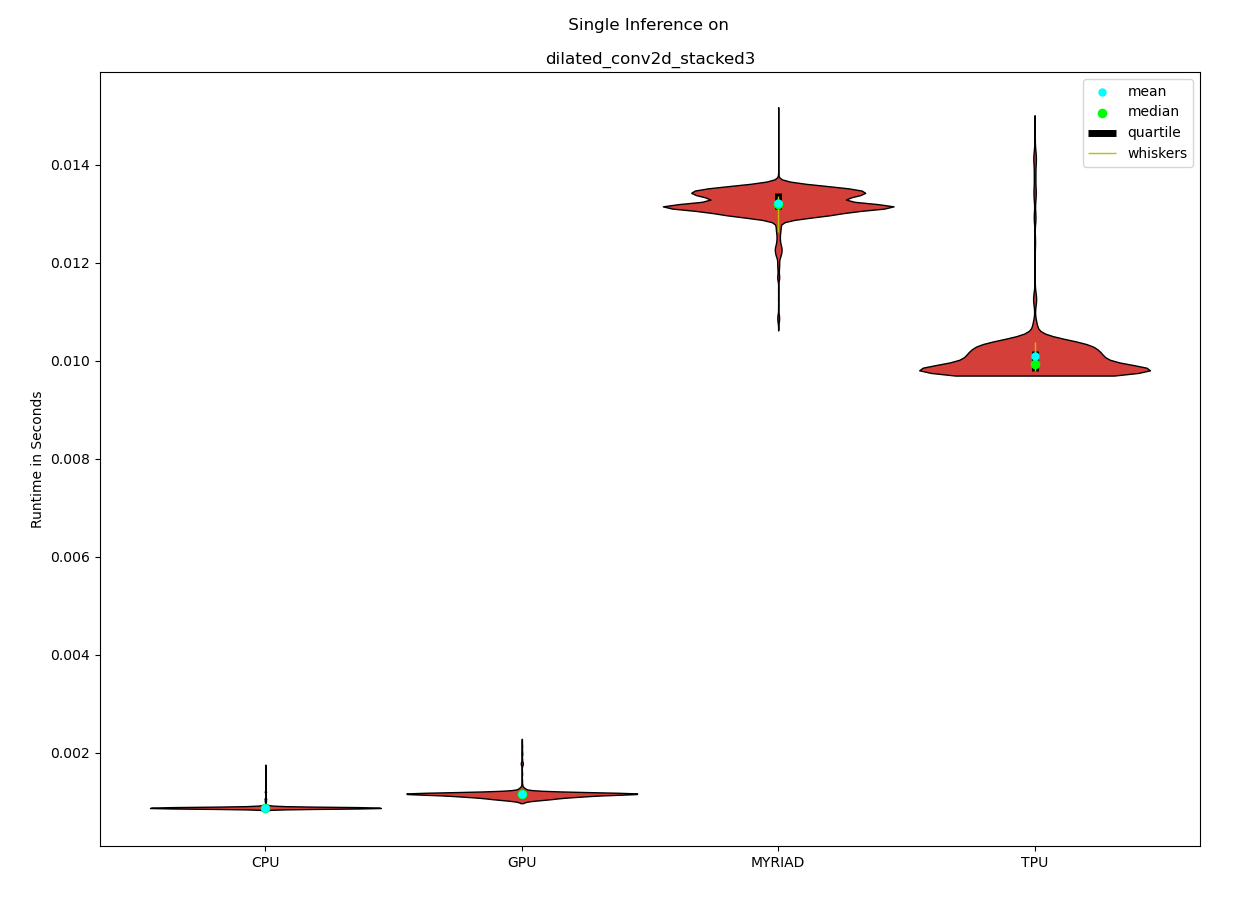 Single Inference on
dilated_conv2d_stacked3
mean
median
quartile
whiskers
0.014
0.012
0.010
0.008
0.006
0.004
0.002
Runtime in Seconds
CPU
GPU
MYRIAD
TPU